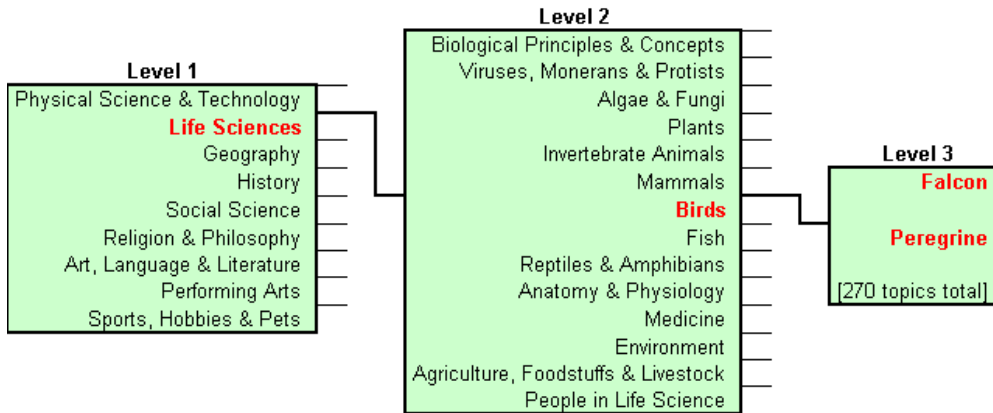 Level 1
Physical Science & Technology
Life Sciences
Geography
History
Social Science
Religion & Philosophy
Art, Language & Literature
Performing Arts
Sports, Hobbies & Pets
Level 2
Biological Principles & Concepts
Viruses, Monerans & Protists
Algae & Fungi
Plants
Invertebrate Animals
Mammals
Birds
Fish
Reptiles & Amphibians
Anatomy & Physiology
Medicine
Environment
Agriculture, Foodstuffs & Livestock
People in Life Science
Level 3
Falcon
Peregrine
[270 topics total]